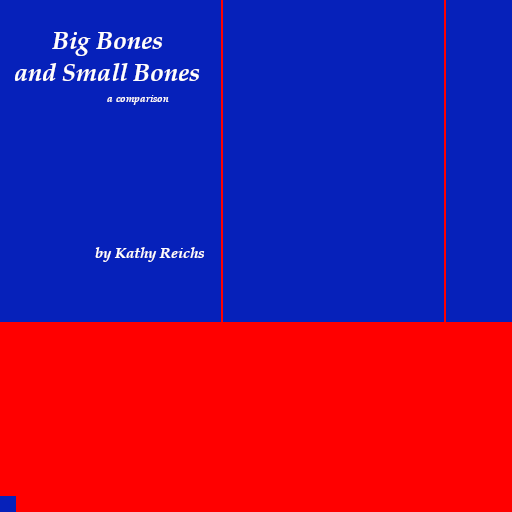 Big Bones
and Small Bones
a comparison
by Kathy Reichs